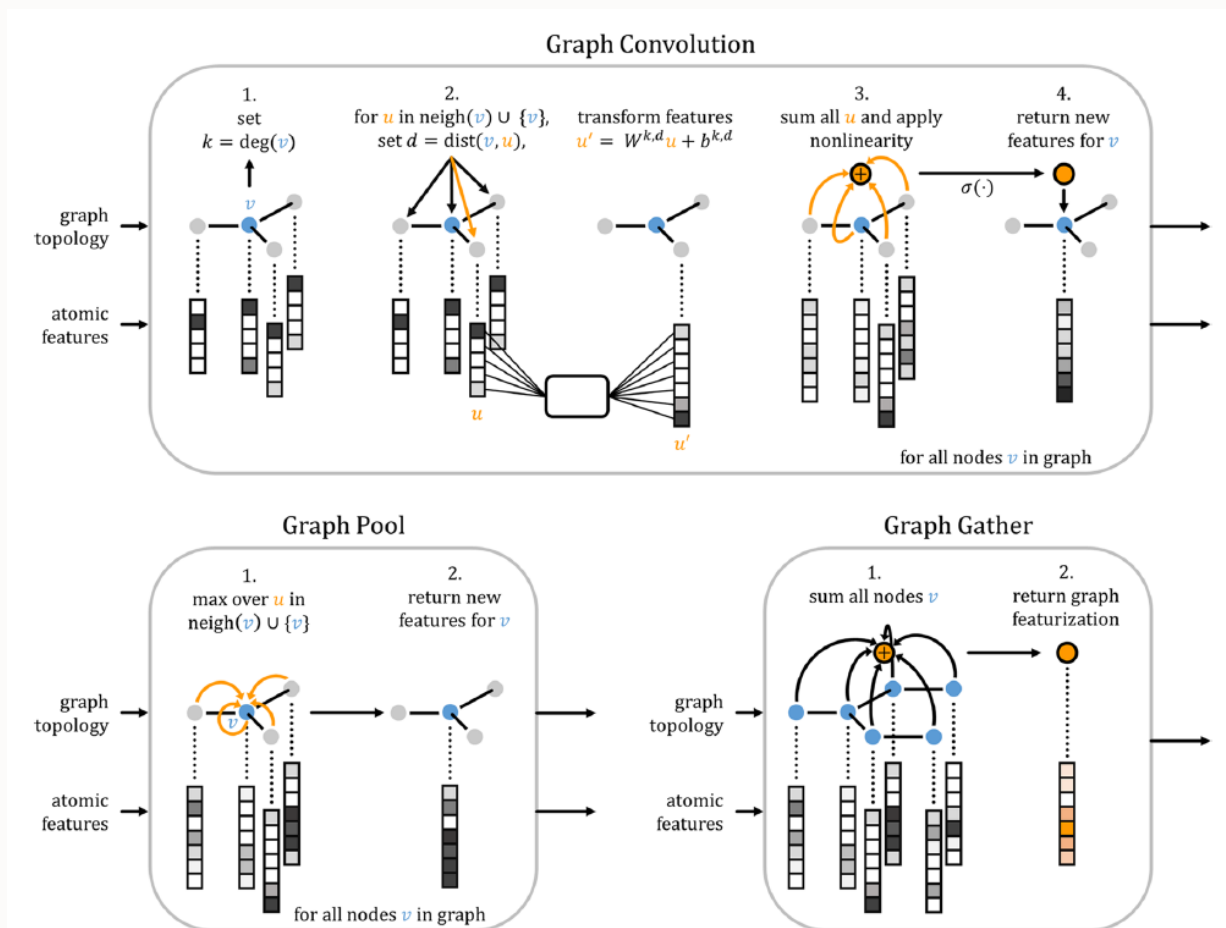 Graph Convolution
1.
set
k = deg(v)
2.
for u in neigh(v) ∪ {v},
set d = dist(v, u),
transform features
u′ = W^{k,d}u + b^{k,d}
3.
sum all u and apply
nonlinearity
4.
return new
features for v
+
σ(·)
v
graph
topology
atomic
features
u
u′
for all nodes v in graph
Graph Pool
1.
max over u in
neigh(v) ∪ {v}
2.
return new
features for v
graph
topology
v
atomic
features
for all nodes v in graph
Graph Gather
1.
sum all nodes v
2.
return graph
featurization
+
graph
topology
atomic
features